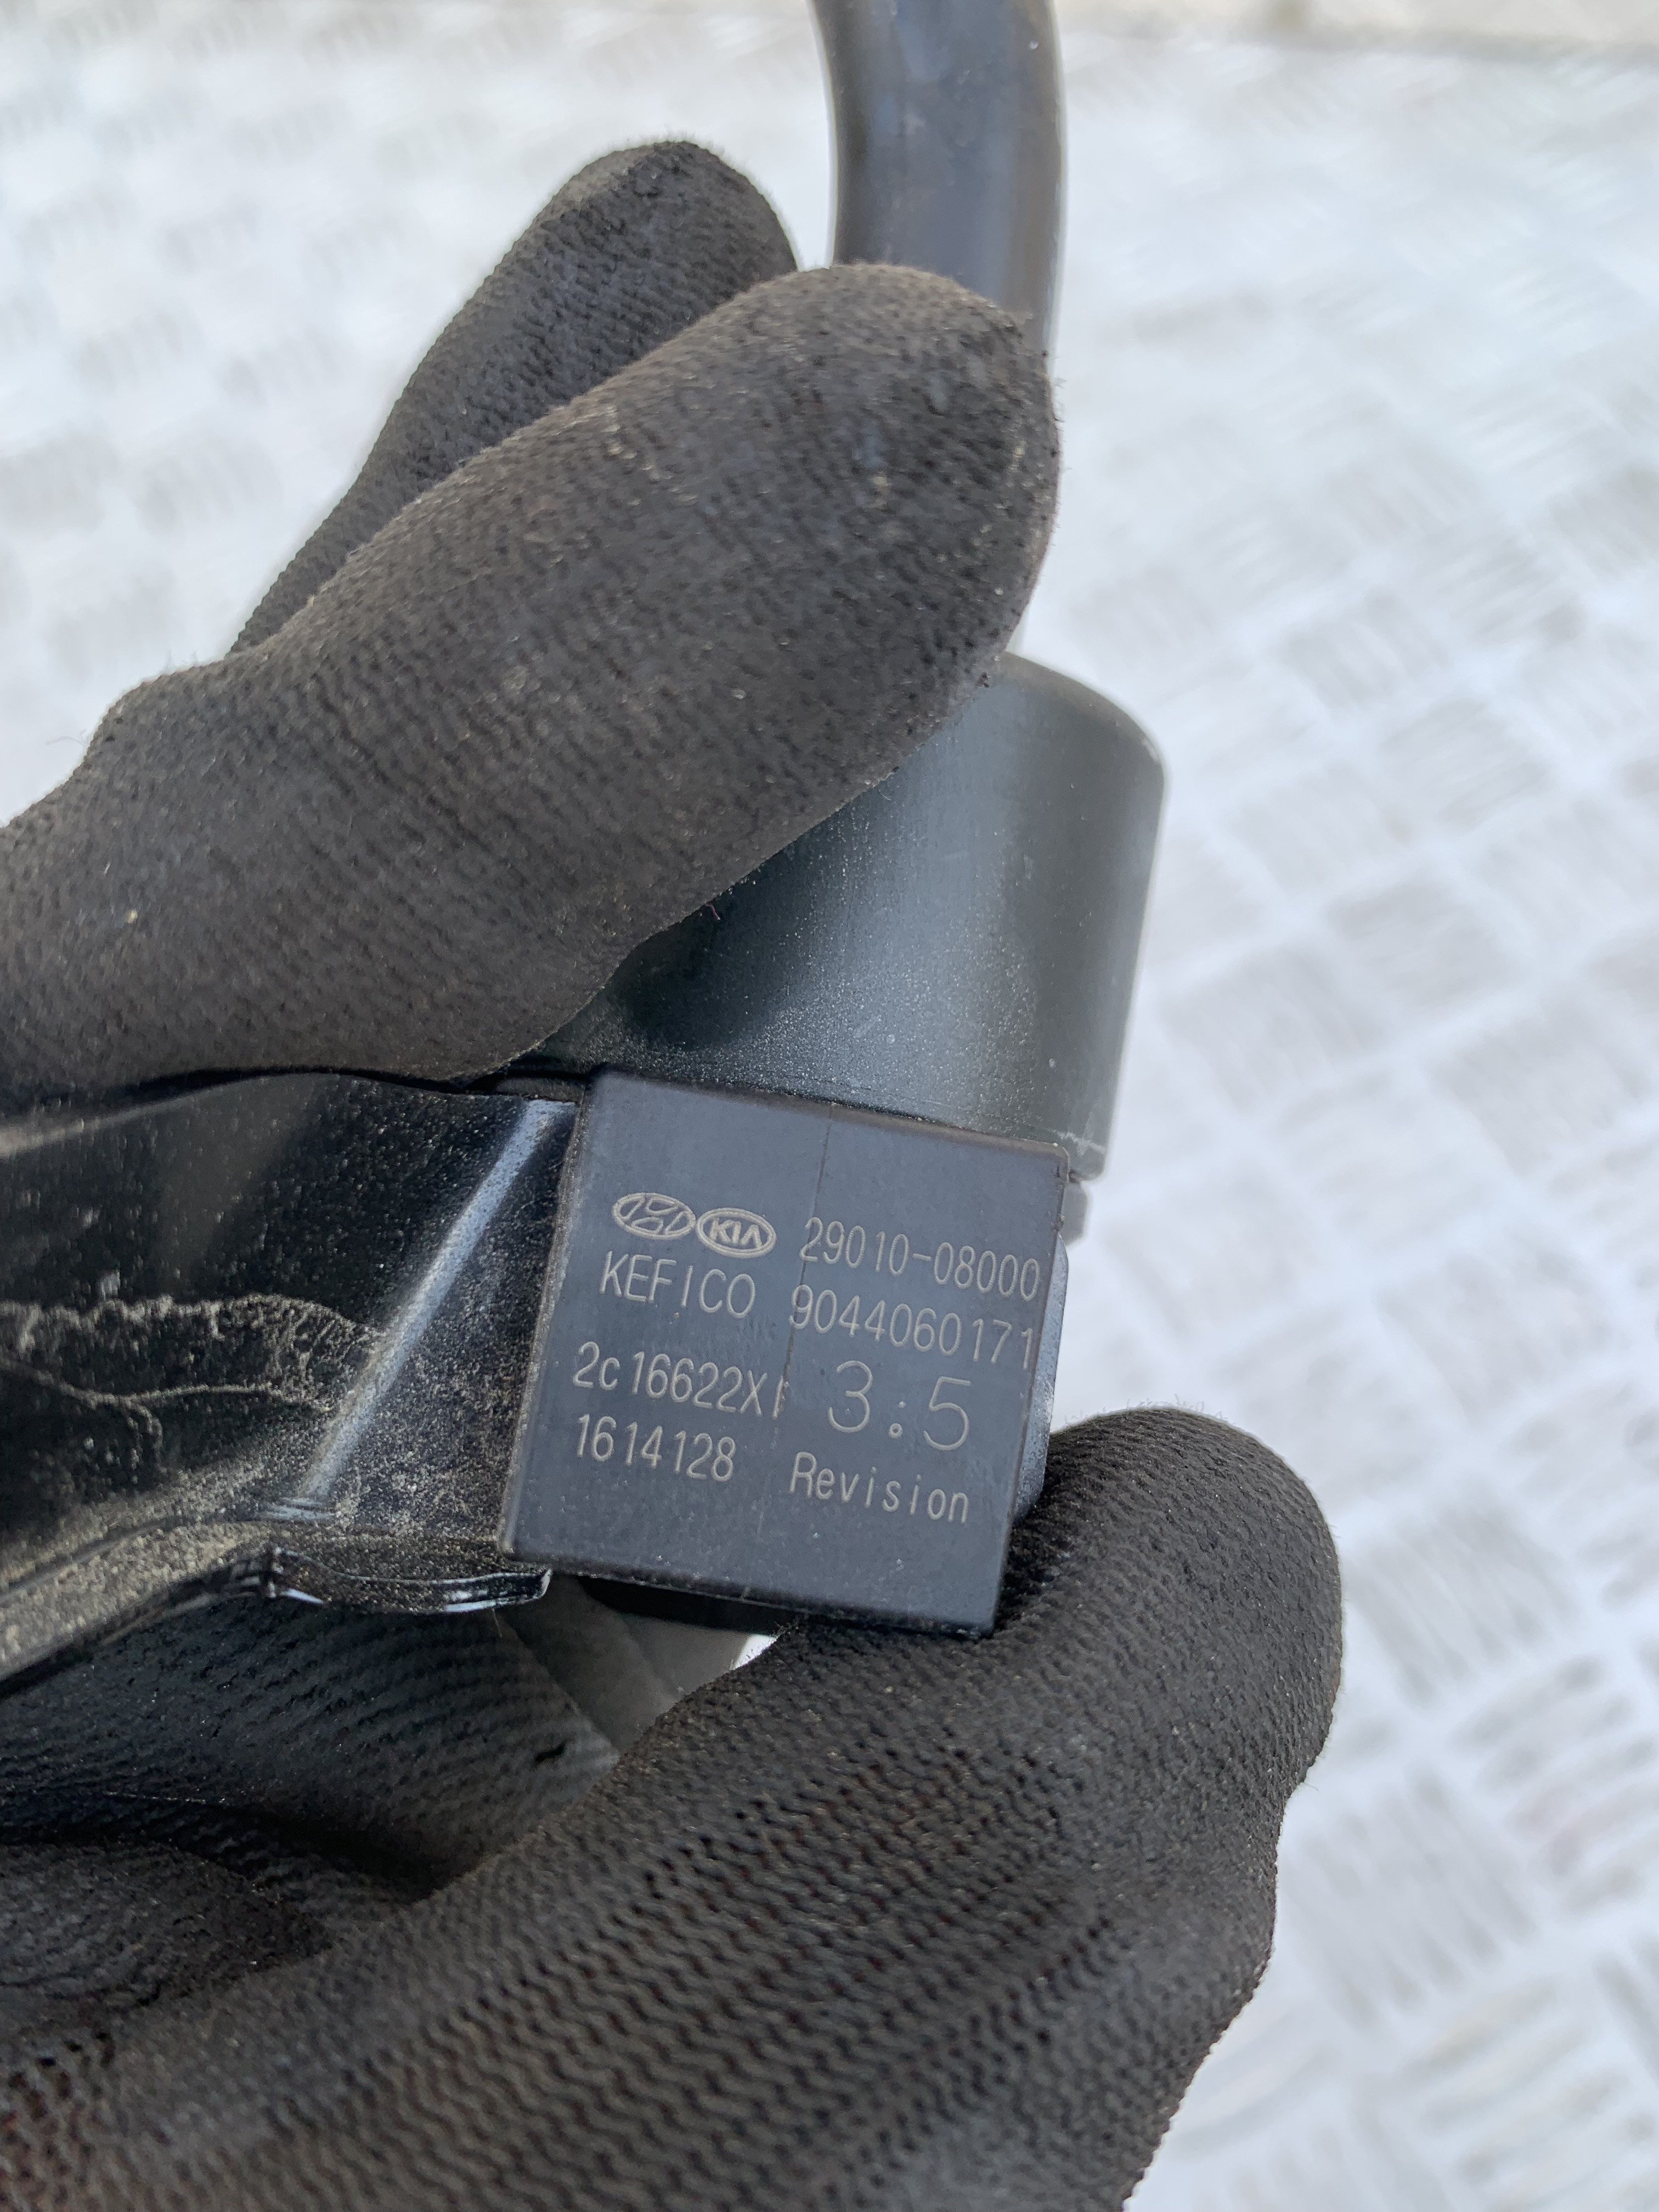 KIA 29010-08000
KEFICO 9044060171
2c16622X 3:5
1614128 Revision